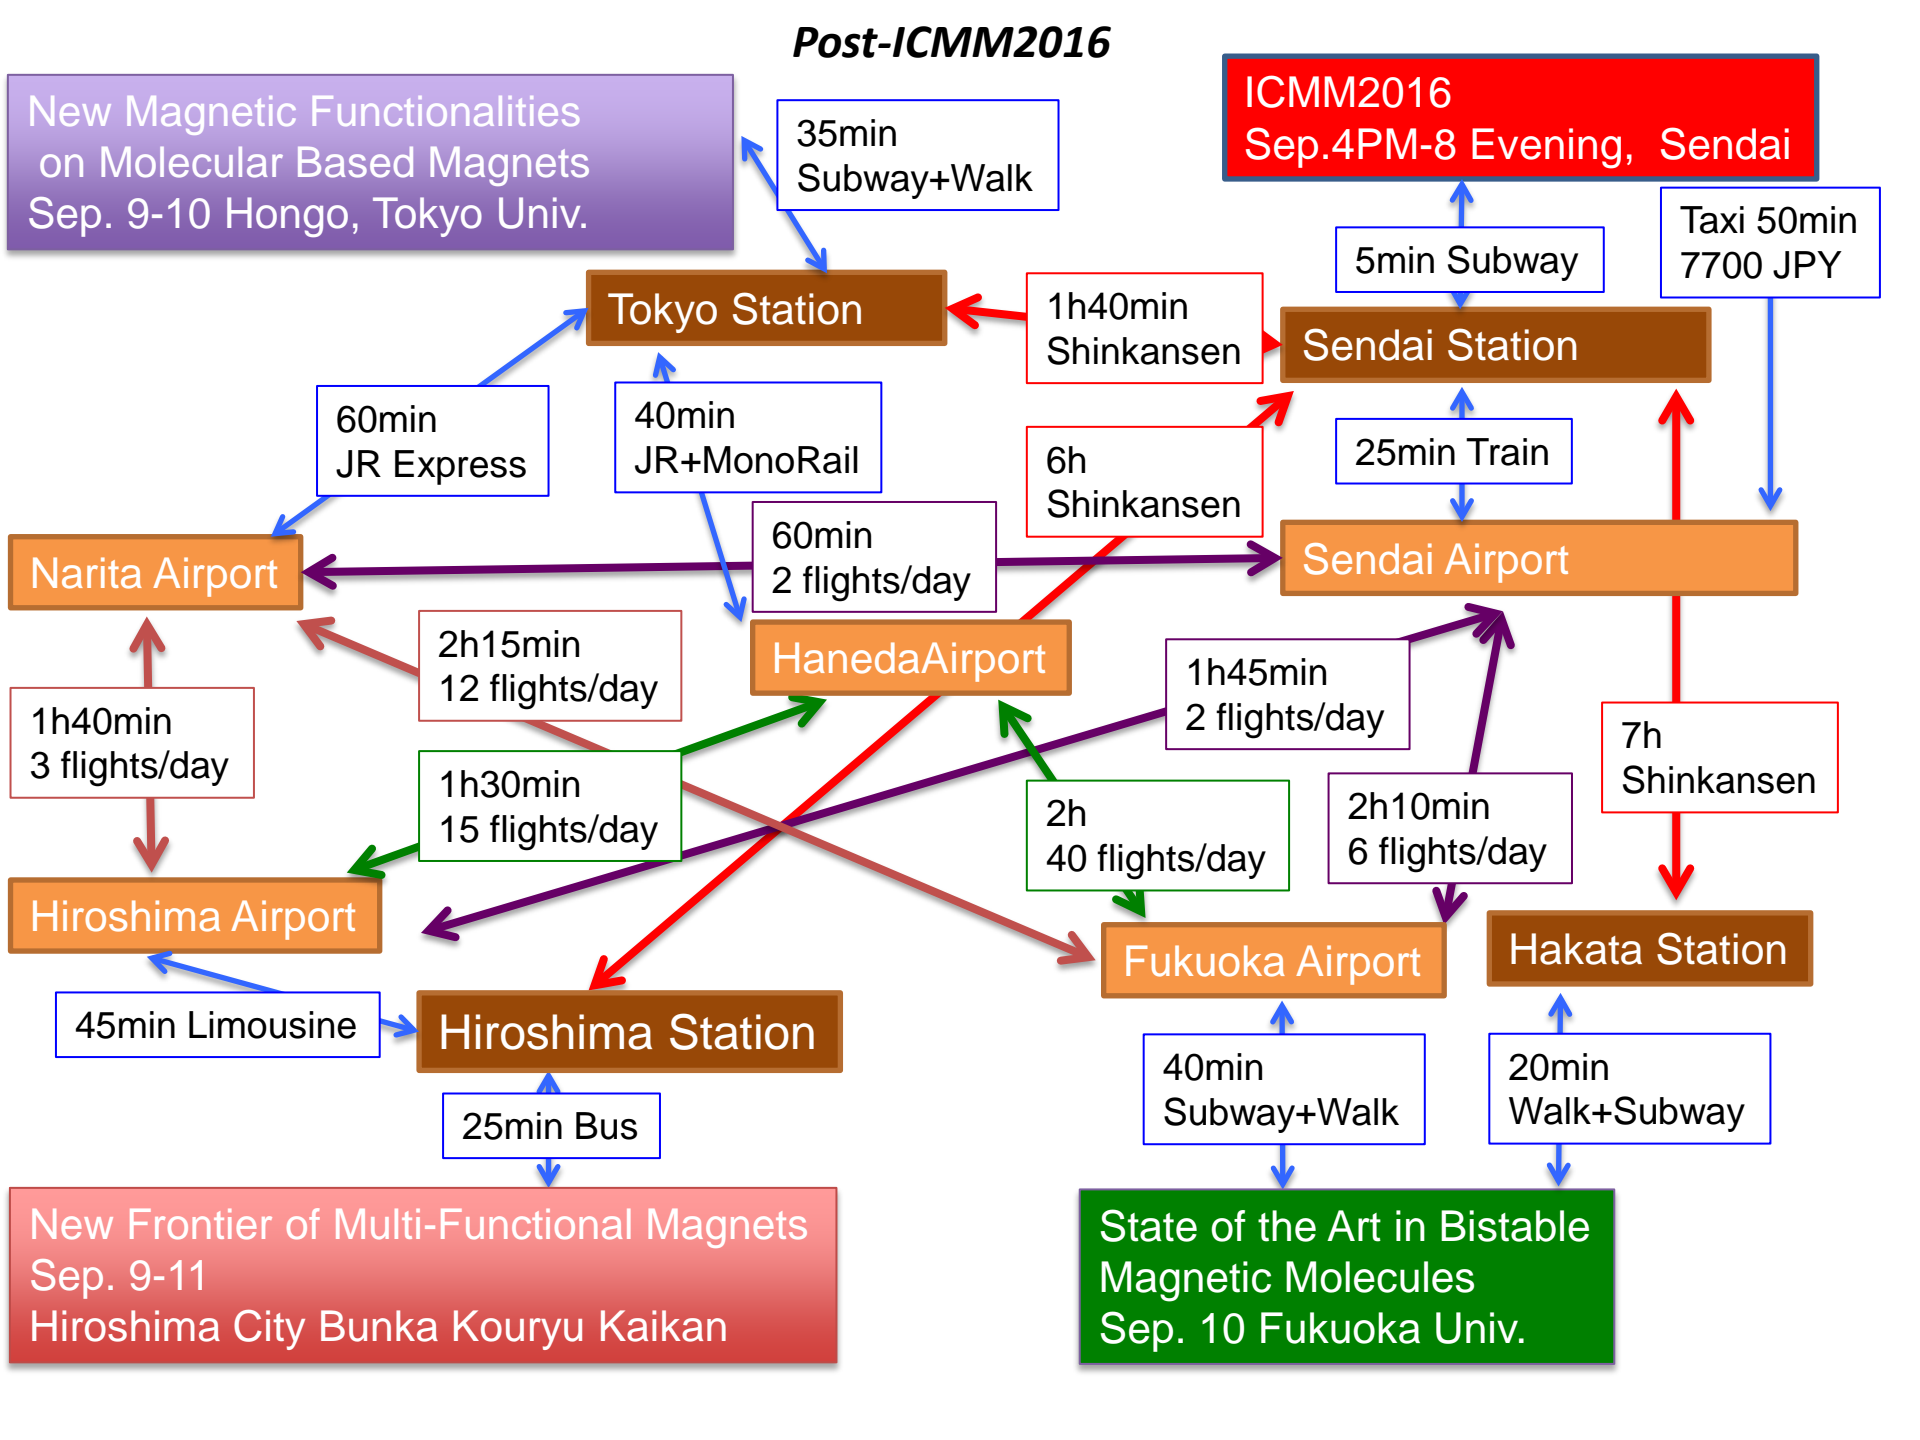 Post-ICMM2016
New Magnetic Functionalities
on Molecular Based Magnets
Sep. 9-10 Hongo, Tokyo Univ.
35min
Subway+Walk
ICMM2016
Sep.4PM-8 Evening, Sendai
5min Subway
Taxi 50min
7700 JPY
Tokyo Station
1h40min
Shinkansen
Sendai Station
60min
JR Express
40min
JR+MonoRail
6h
Shinkansen
25min Train
60min
2 flights/day
Narita Airport
Sendai Airport
2h15min
12 flights/day
HanedaAirport
1h45min
2 flights/day
1h40min
3 flights/day
7h
Shinkansen
1h30min
15 flights/day
2h
40 flights/day
2h10min
6 flights/day
Hiroshima Airport
Fukuoka Airport
Hakata Station
45min Limousine
Hiroshima Station
40min
Subway+Walk
20min
Walk+Subway
25min Bus
New Frontier of Multi-Functional Magnets
Sep. 9-11
Hiroshima City Bunka Kouryu Kaikan
State of the Art in Bistable
Magnetic Molecules
Sep. 10 Fukuoka Univ.